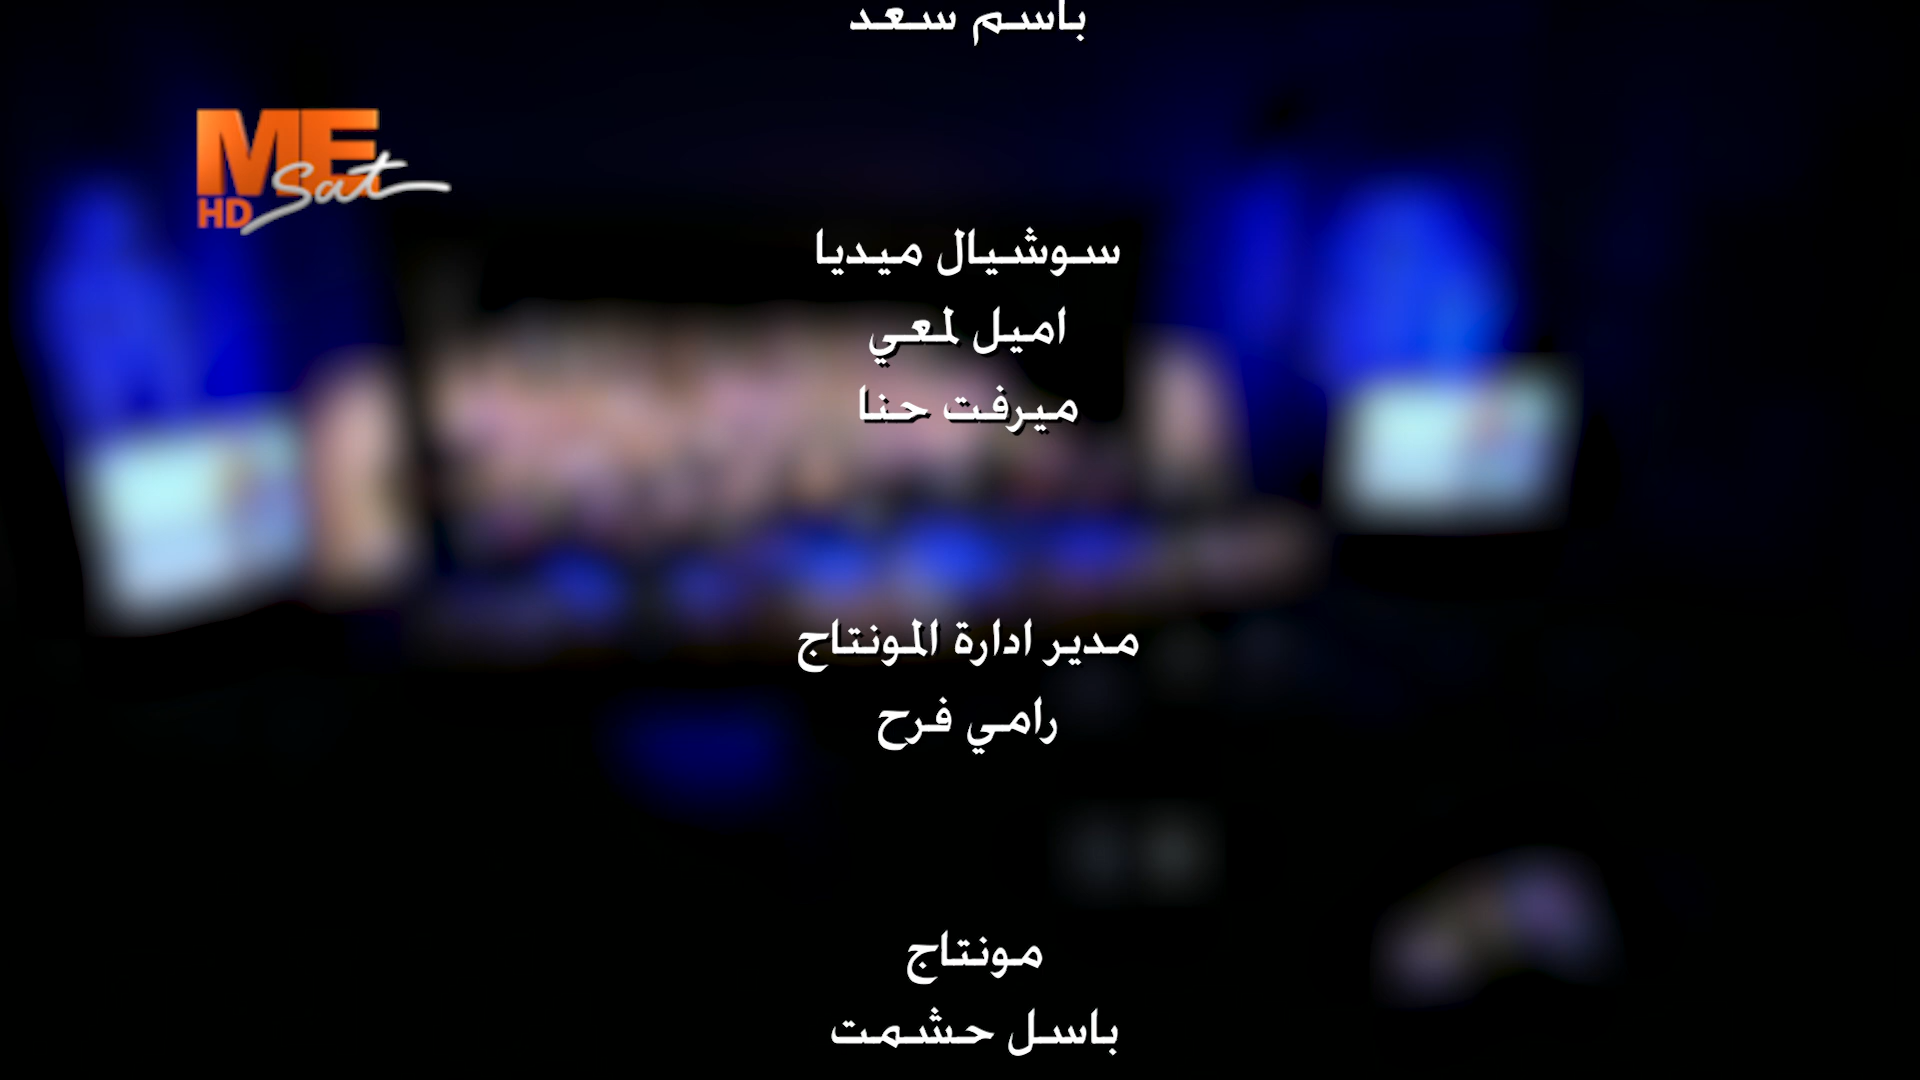 باسم سعد
ME
Sat
HD
سوشيال ميديا
اميل لمعي
ميرفت حنا
مدير ادارة المونتاج
رامي فرح
مونتاج
باسل حشمت